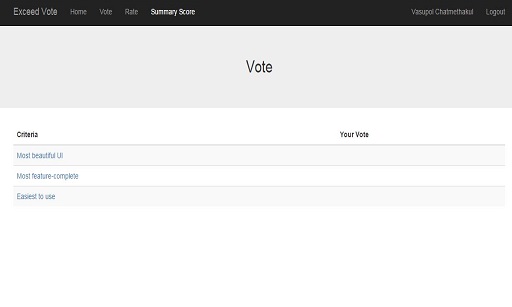 Exceed Vote Home Vote Rate Summary Score Vasupol Chatmethakul Logout
Vote
Criteria Your Vote
Most beautiful UI
Most feature-complete
Easiest to use